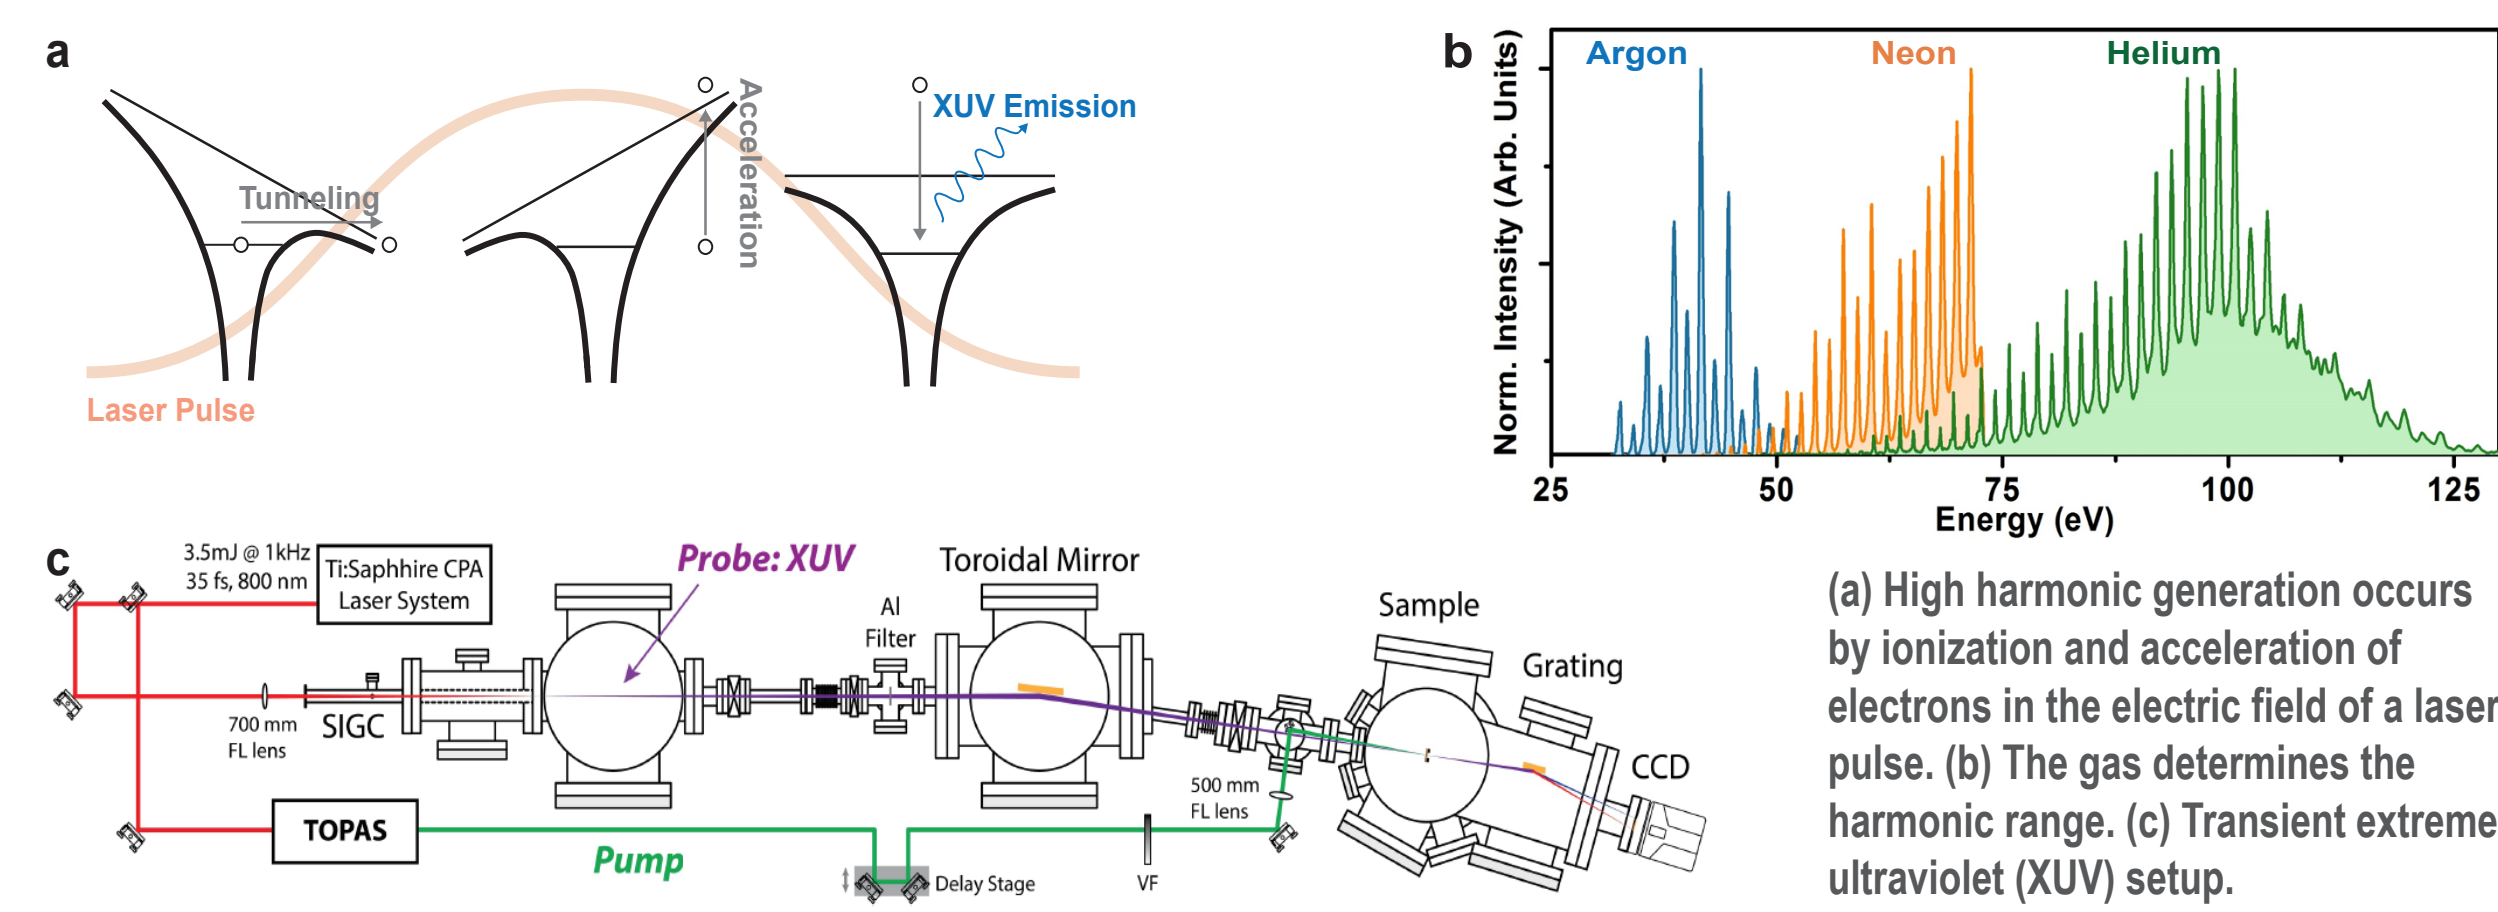 a
Tunneling
Acceleration
XUV Emission
Laser Pulse
b
Argon
Neon
Helium
Norm. Intensity (Arb. Units)
25
50
75
100
125
Energy (eV)
c
3.5mJ @ 1kHz
35 fs, 800 nm
Ti:Saphhire CPA
Laser System
Probe: XUV
Al
Filter
Toroidal Mirror
Sample
Grating
CCD
700 mm
FL lens
SIGC
500 mm
FL lens
TOPAS
Pump
Delay Stage
VF
(a) High harmonic generation occurs
by ionization and acceleration of
electrons in the electric field of a laser
pulse. (b) The gas determines the
harmonic range. (c) Transient extreme
ultraviolet (XUV) setup.